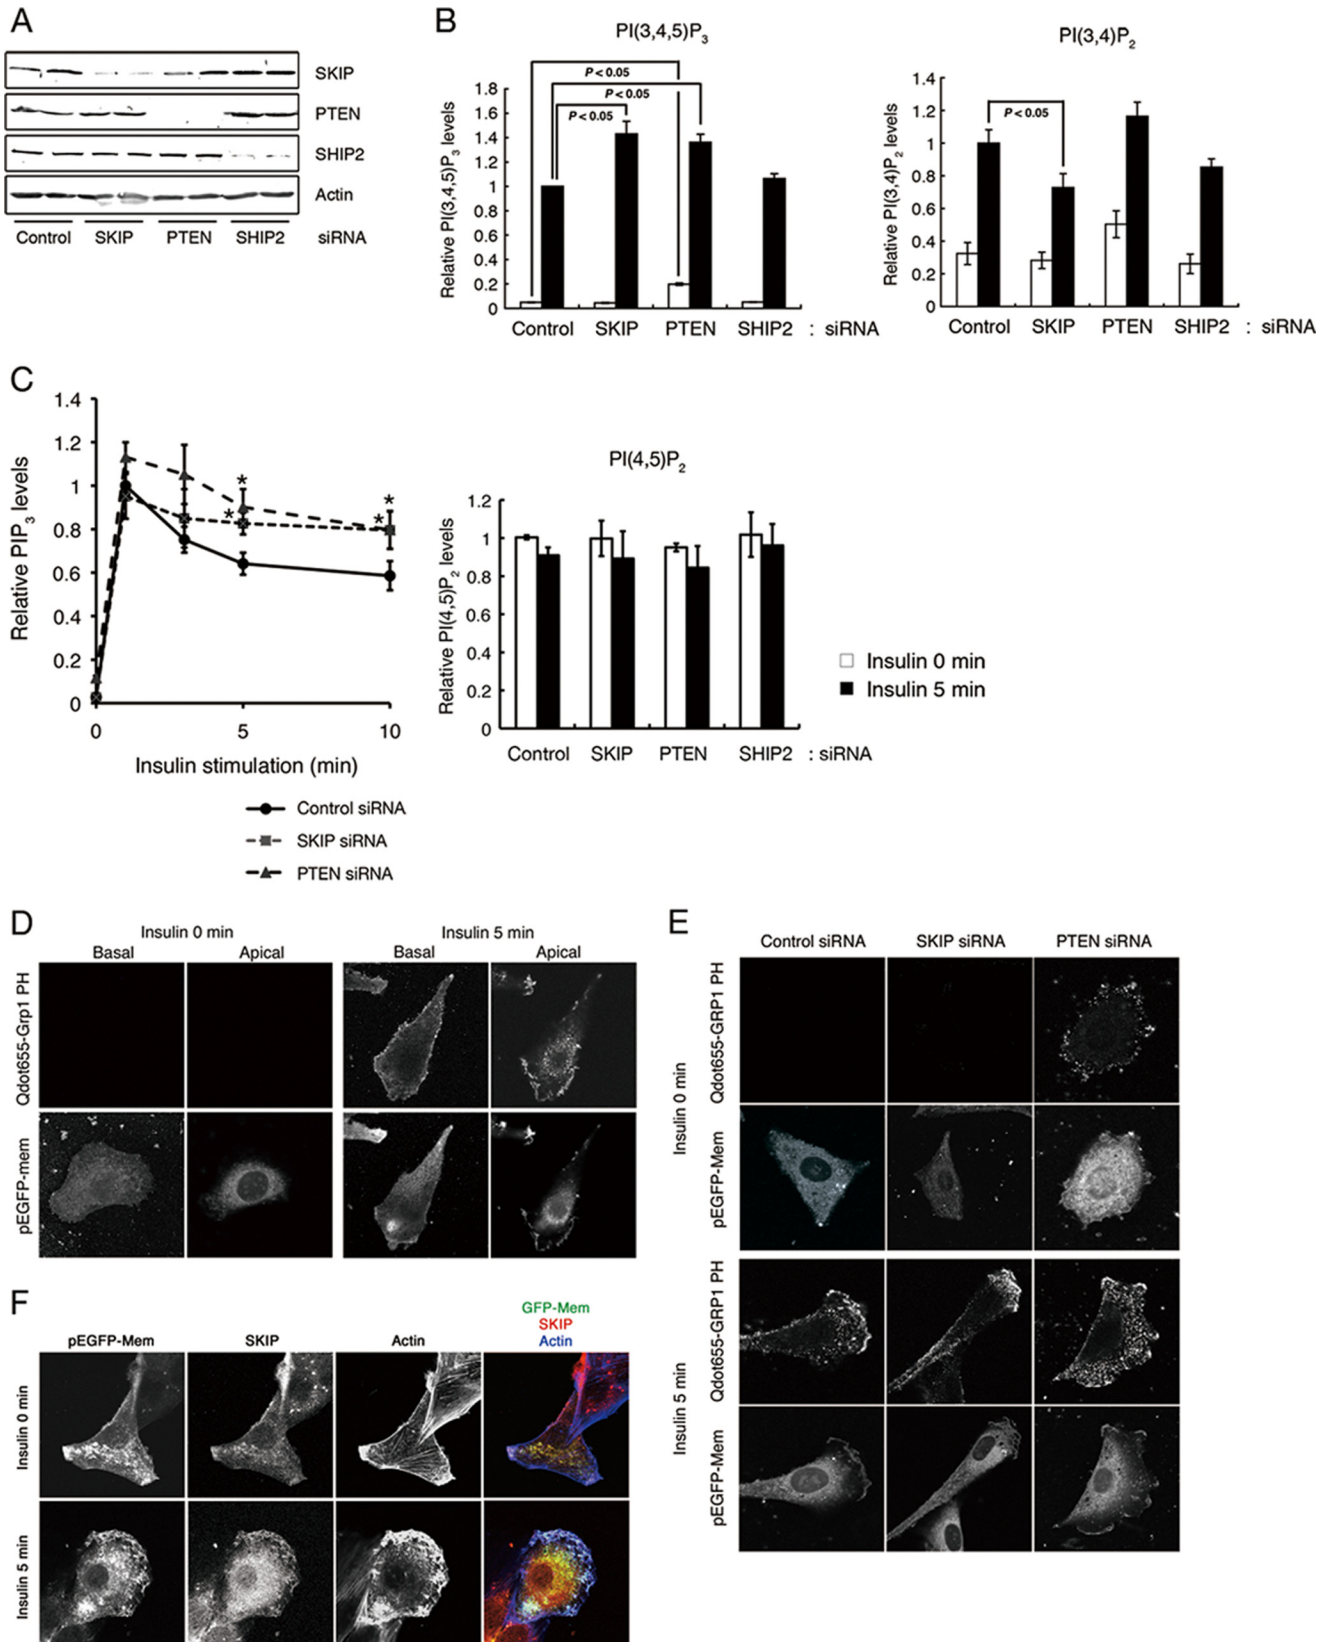 A
SKIP
PTEN
SHIP2
Actin
Control SKIP PTEN SHIP2 siRNA
B
PI(3,4,5)P3
P < 0.05
P < 0.05
P < 0.05
Relative PI(3,4,5)P3 levels
1.8
1.6
1.4
1.2
1
0.8
0.6
0.4
0.2
0
Control SKIP PTEN SHIP2 : siRNA
PI(3,4)P2
P < 0.05
Relative PI(3,4)P2 levels
1.4
1.2
1
0.8
0.6
0.4
0.2
0
Control SKIP PTEN SHIP2 : siRNA
C
Relative PIP3 levels
1.4
1.2
1
0.8
0.6
0.4
0.2
0
* *
* *
0 5 10
Insulin stimulation (min)
Control siRNA
SKIP siRNA
PTEN siRNA
PI(4,5)P2
Relative PI(4,5)P2 levels
1.2
1
0.8
0.6
0.4
0.2
0
Control SKIP PTEN SHIP2 : siRNA
Insulin 0 min
Insulin 5 min
D
Insulin 0 min Insulin 5 min
Basal Apical Basal Apical
Qdot655-Grp1 PH
pEGFP-mem
E
Control siRNA SKIP siRNA PTEN siRNA
Insulin 0 min
Qdot655-GRP1 PH
pEGFP-Mem
Insulin 5 min
Qdot655-GRP1 PH
pEGFP-Mem
F
GFP-Mem
SKIP
pEGFP-Mem SKIP Actin Actin
Insulin 0 min
Insulin 5 min